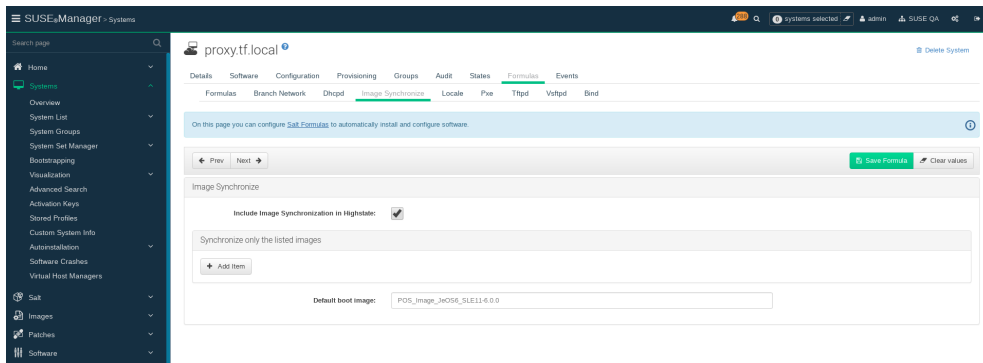 SUSE Manager > Systems
systems selected
admin
SUSE QA
Search page
Home
Systems
Overview
System List
System Groups
System Set Manager
Bootstrapping
Visualization
Advanced Search
Activation Keys
Stored Profiles
Custom System Info
Autoinstallation
Software Crashes
Virtual Host Managers
Salt
Images
Patches
Software
proxy.tf.local ?
Delete System
Details Software Configuration Provisioning Groups Audit States Formulas Events
Formulas Branch Network Dhcpd Image Synchronize Locale Pxe Tftpd Vsftpd Bind
On this page you can configure Salt Formulas to automatically install and configure software.
Prev Next
Save Formula Clear values
Image Synchronize
Include Image Synchronization in Highstate:
Synchronize only the listed images
+ Add Item
Default boot image: POS_Image_JeOS6_SLE11-6.0.0